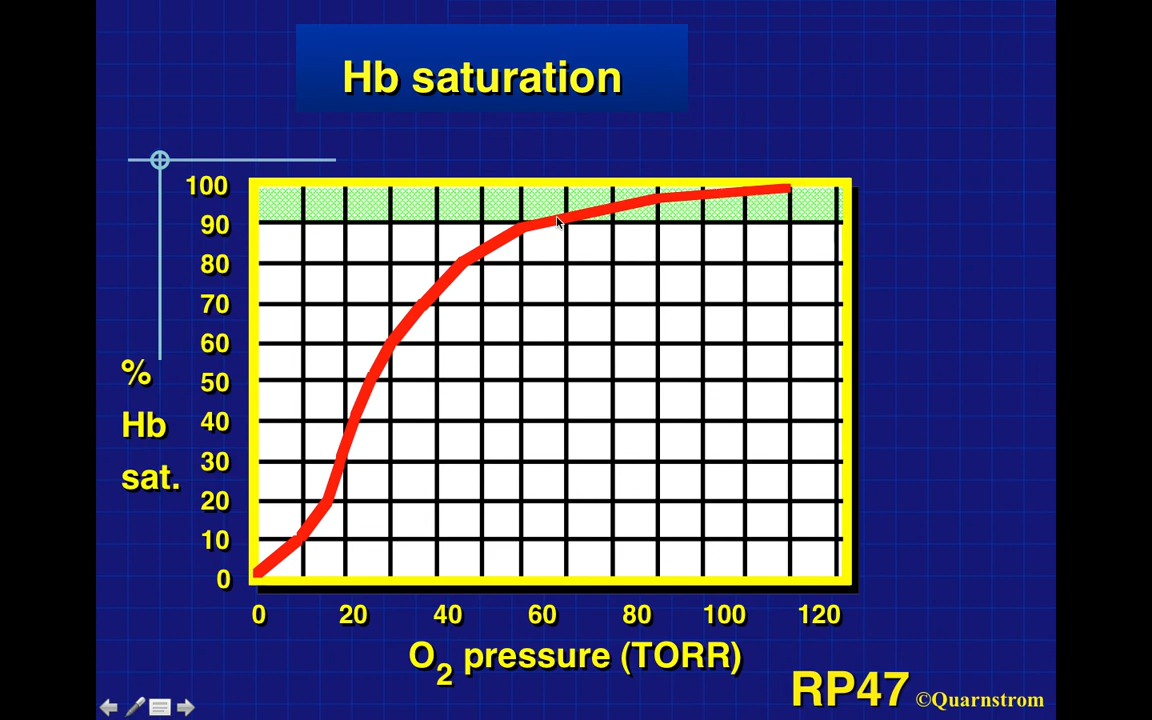 Hb saturation
100
90
80
70
60
50
40
30
20
10
0
%
Hb
sat.
0 20 40 60 80 100 120
O2 pressure (TORR)
RP47 ©Quarnstrom